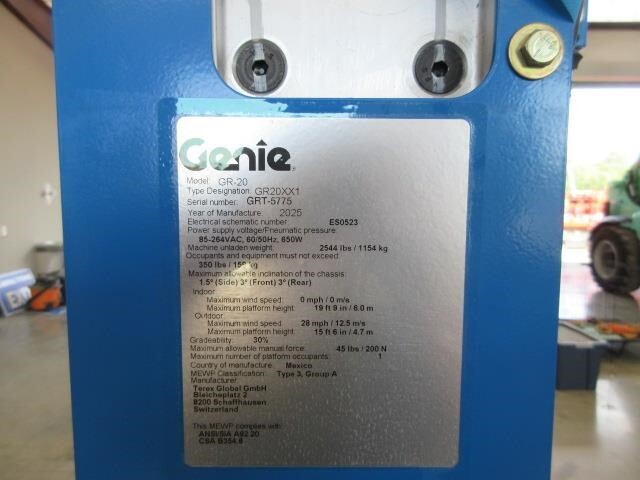 Genie®
Model: GR-20
Type Designation: GR20XX1
Serial number: GRT-5775
Year of Manufacture: 2025
Electrical schematic number: ES0523
Power supply voltage/Pneumatic pressure:
85-264VAC, 60/50Hz, 650W
Machine unladen weight: 2544 lbs / 1154 kg
Occupants and equipment must not exceed:
350 lbs / 159 kg
Maximum allowable inclination of the chassis:
1.5° (Side) 3° (Front) 3° (Rear)
Indoor
Maximum wind speed: 0 mph / 0 m/s
Maximum platform height: 19 ft 9 in / 6.0 m
Outdoor
Maximum wind speed: 28 mph / 12.5 m/s
Maximum platform height: 15 ft 6 in / 4.7 m
Gradeability: 30%
Maximum allowable manual force: 45 lbs / 200 N
Maximum number of platform occupants: 1
Country of manufacture: Mexico
MEWP Classification: Type 3, Group A
Manufacturer
Terex Global GmbH
Bleicheplatz 2
8200 Schaffhausen
Switzerland
This MEWP complies with:
ANSI/SIA A92.20
CSA B354.6